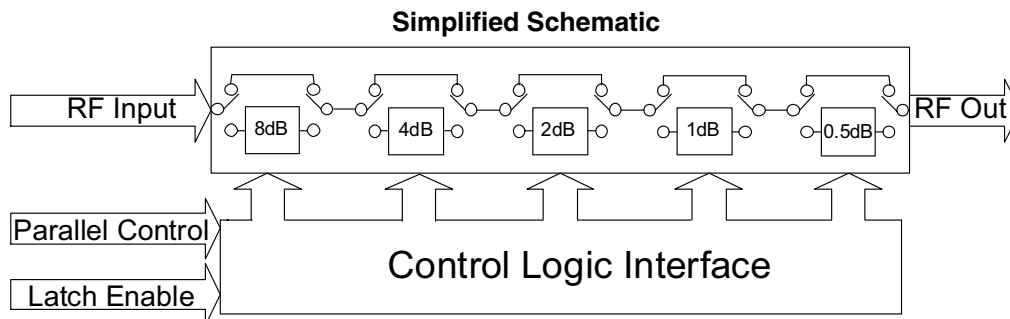 Simplified Schematic
RF Input
8dB
4dB
2dB
1dB
0.5dB
RF Out
Parallel Control
Control Logic Interface
Latch Enable